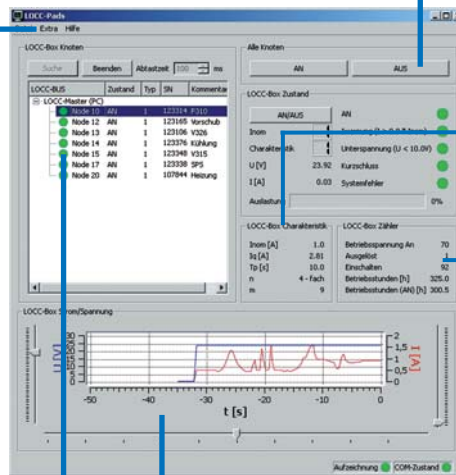 LOCC-Pads
Extra Hilfe
LOCC-Box Knoten
Suche Beenden Abtastzeit 100 ms
LOCC-BUS Zustand Typ SN Kommentar
LOCC-Master (PC)
Node 10 AN 1 123314 P310
Node 12 AN 1 123165 Vorschub
Node 13 AN 1 123106 V326
Node 14 AN 1 123376 Kühlung
Node 15 AN 1 123348 V315
Node 17 AN 1 123338 SPS
Node 20 AN 1 107844 Heizung
Alle Knoten
AN AUS
LOCC-Box Zustand
AN/AUS AN
Inom
Charakteristik Unterspannung (U < 10.0V)
U [V] 23.92 Kurzschluss
I [A] 0.03 Systemfehler
Auslastung 0%
LOCC-Box Charakteristik
Inom [A] 1.0
Iq [A] 2.81
Tp [s] 10.0
n 4 - fach
m 9
LOCC-Box Zähler
Betriebsspannung An 70
Ausgelöst
Einschalten 92
Betriebsstunden [h] 325.0
Betriebsstunden (AN) [h] 300.5
LOCC-Box Strom/Spannung
U [V]
2
1,5
1
0,5
0
I [A]
-50 -40 -30 -20 -10 0
t [s]
Aufzeichnung COM-Zustand